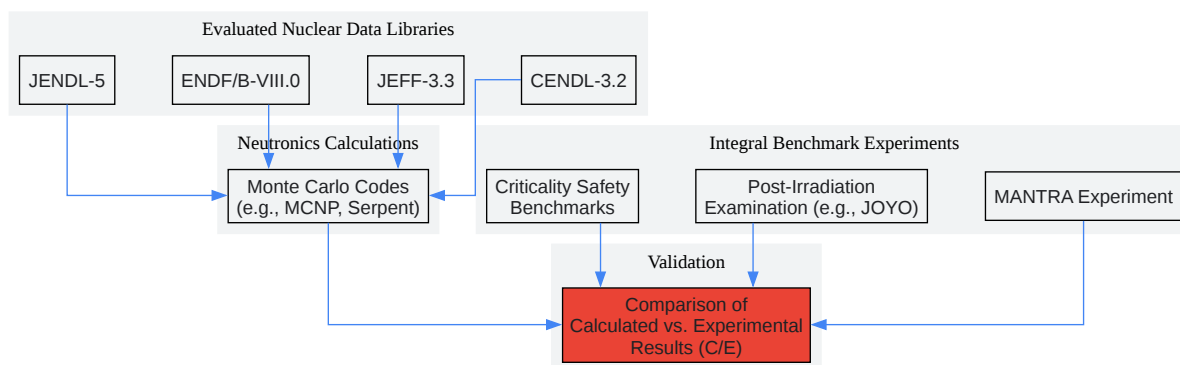 Evaluated Nuclear Data Libraries
JENDL-5
ENDF/B-VIII.0
JEFF-3.3
CENDL-3.2
Neutronics Calculations
Integral Benchmark Experiments
Monte Carlo Codes
(e.g., MCNP, Serpent)
Criticality Safety
Benchmarks
Post-Irradiation
Examination (e.g., JOYO)
MANTRA Experiment
Validation
Comparison of
Calculated vs. Experimental
Results (C/E)